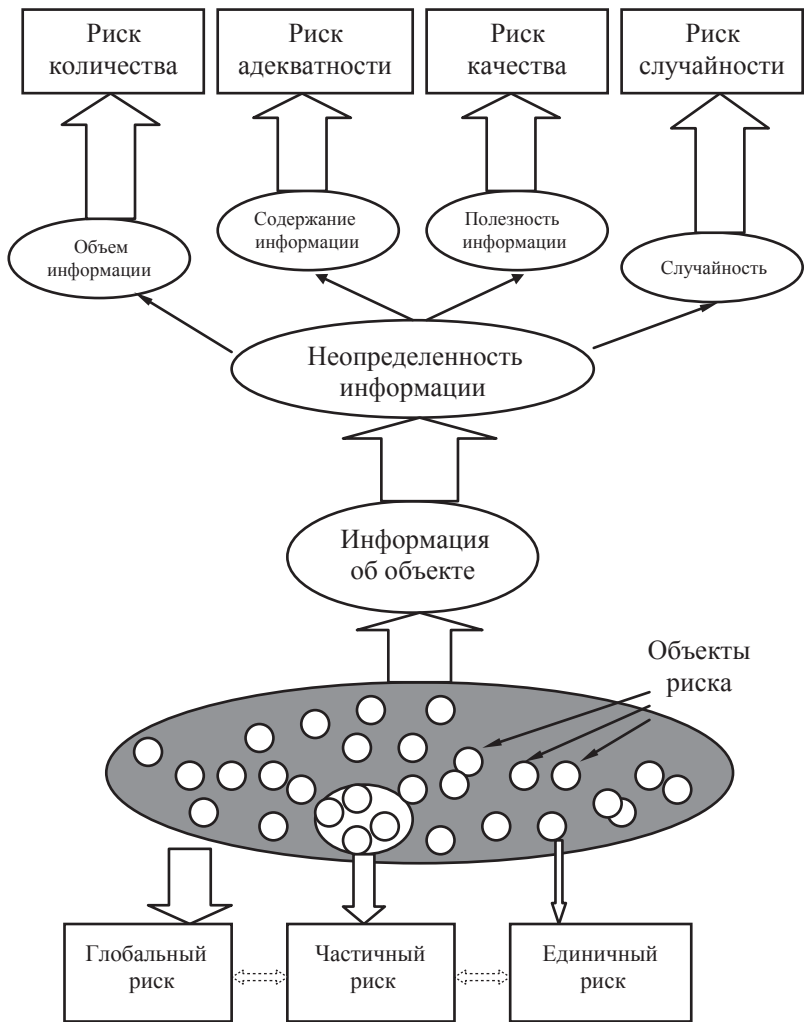 Риск
количества
Риск
адекватности
Риск
качества
Риск
случайности
Объем
информации
Содержание
информации
Полезность
информации
Случайность
Неопределенность
информации
Информация
об объекте
Объекты
риска
Глобальный
риск
Частичный
риск
Единичный
риск